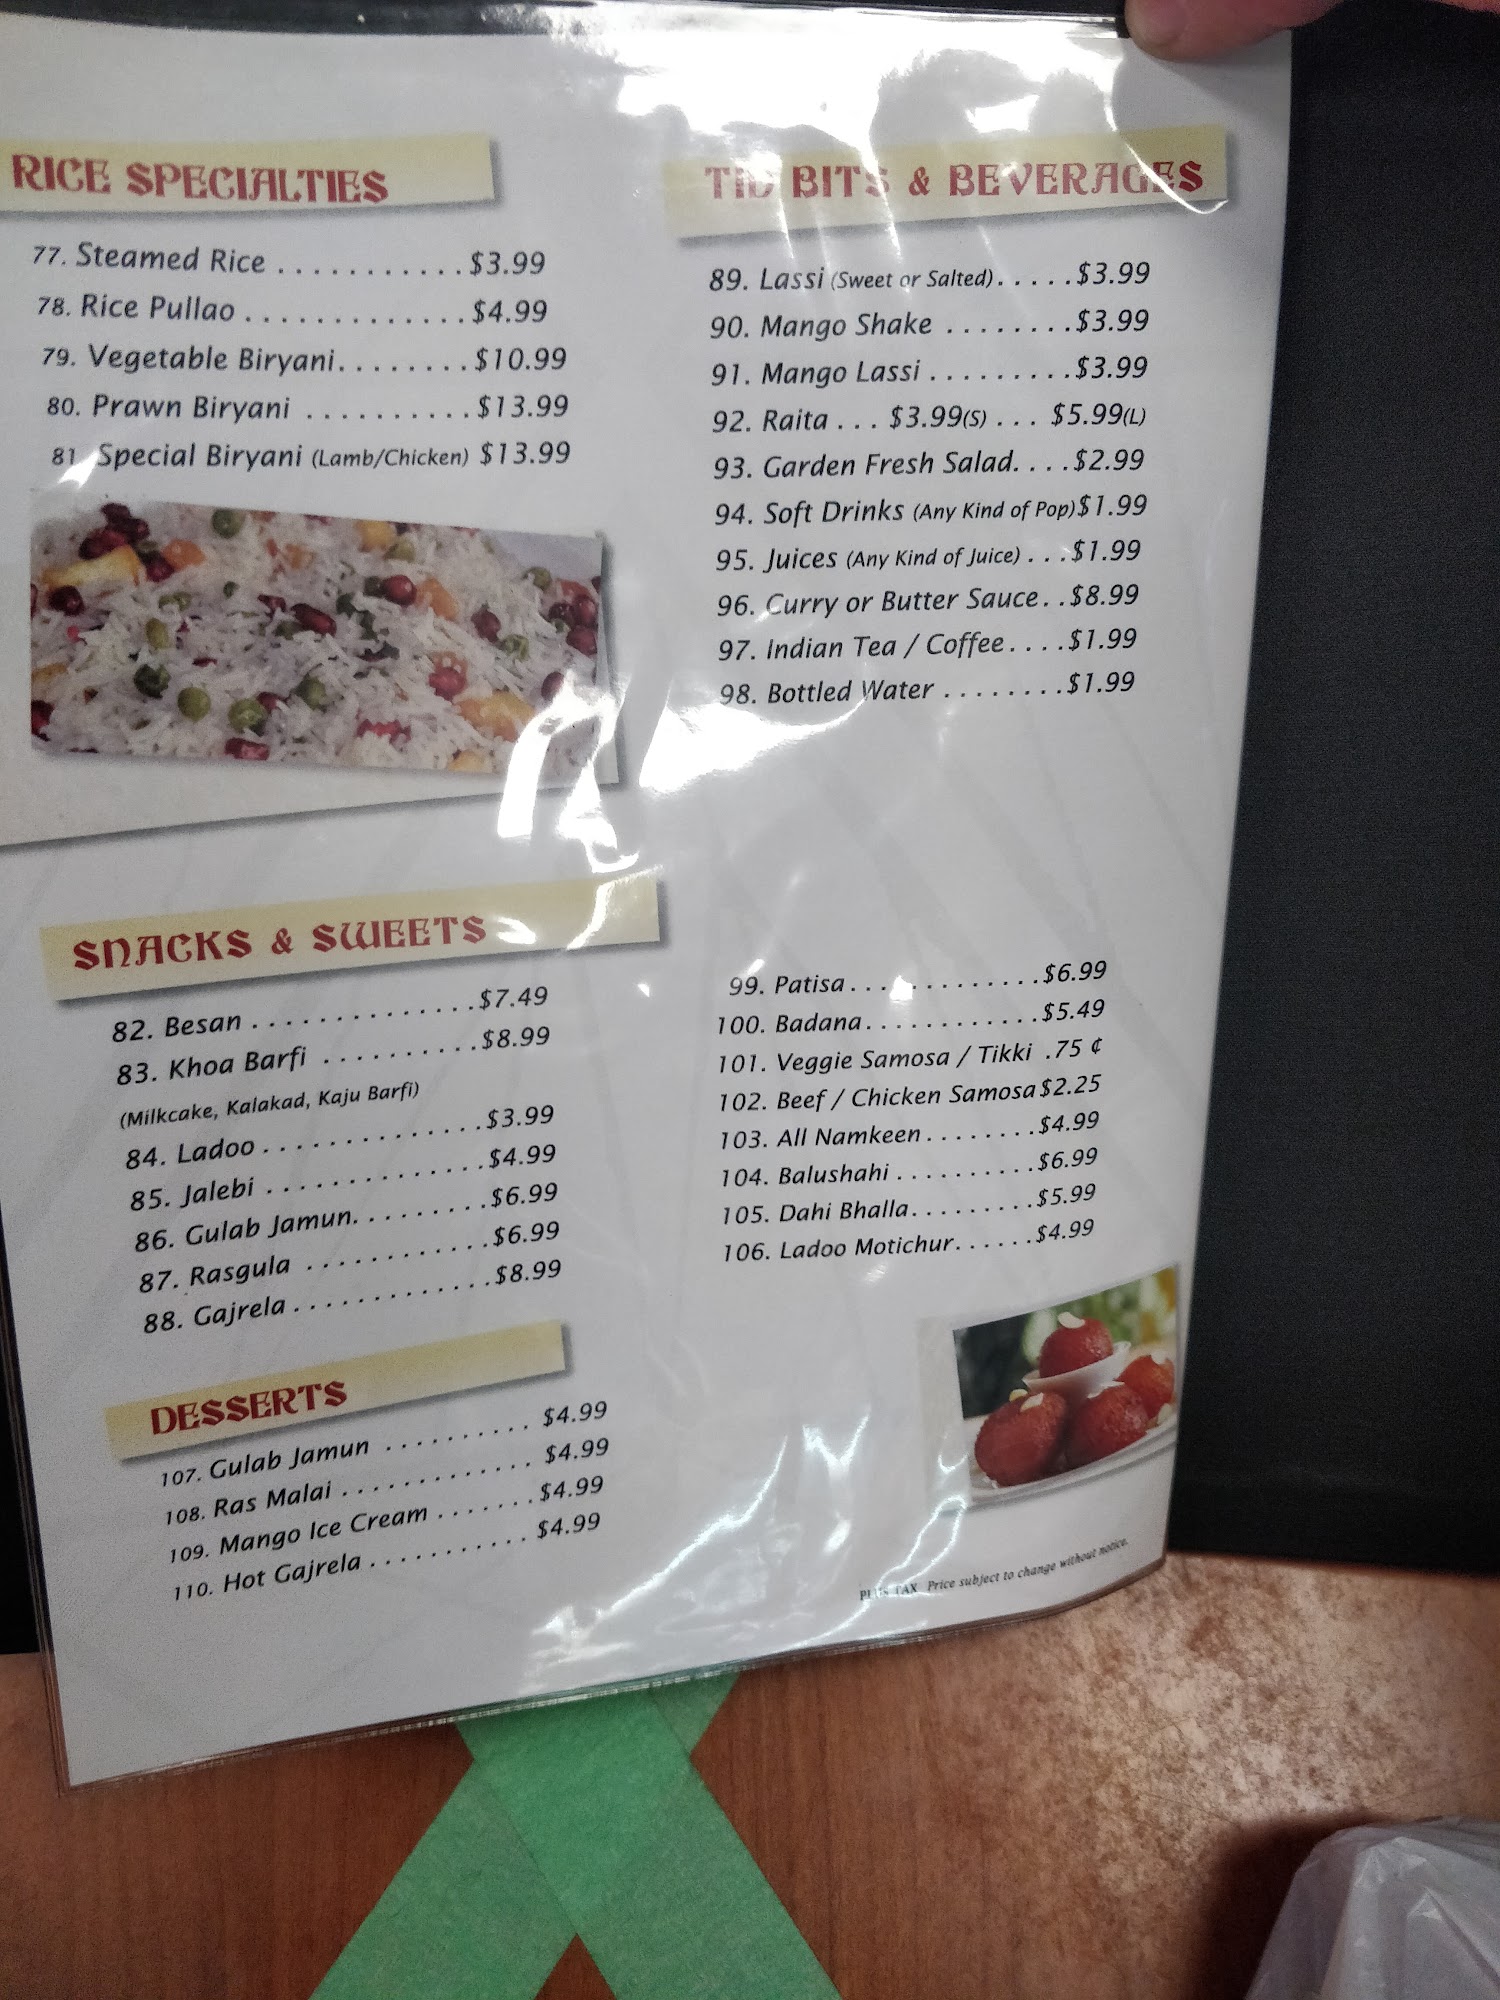 RICE SPECIALTIES
77. Steamed Rice . . . . . . . . . . . $3.99
78. Rice Pullao . . . . . . . . . . . . . $4.99
79. Vegetable Biryani. . . . . . . . $10.99
80. Prawn Biryani . . . . . . . . . . $13.99
81. Special Biryani (Lamb/Chicken) $13.99
SNACKS & SWEETS
82. Besan . . . . . . . . . . . . . . $7.49
83. Khoa Barfi . . . . . . . . . . $8.99
(Milkcake, Kalakad, Kaju Barfi)
84. Ladoo . . . . . . . . . . . . . . $3.99
85. Jalebi . . . . . . . . . . . . . . $4.99
86. Gulab Jamun. . . . . . . . . $6.99
87. Rasgula . . . . . . . . . . . . $6.99
88. Gajrela . . . . . . . . . . . . . $8.99
DESSERTS
107. Gulab Jamun . . . . . . . . . . $4.99
108. Ras Malai . . . . . . . . . . . . $4.99
109. Mango Ice Cream . . . . . . . $4.99
110. Hot Gajrela . . . . . . . . . . . $4.99
TID BITS & BEVERAGES
89. Lassi (Sweet or Salted) . . . . . $3.99
90. Mango Shake . . . . . . . . $3.99
91. Mango Lassi . . . . . . . . . $3.99
92. Raita . . . $3.99(S) . . . $5.99(L)
93. Garden Fresh Salad. . . . $2.99
94. Soft Drinks (Any Kind of Pop) $1.99
95. Juices (Any Kind of Juice) . . . $1.99
96. Curry or Butter Sauce . . $8.99
97. Indian Tea / Coffee . . . . $1.99
98. Bottled Water . . . . . . . . $1.99
99. Patisa . . . . . . . . . . . . . . $6.99
100. Badana . . . . . . . . . . . . . $5.49
101. Veggie Samosa / Tikki .75 ¢
102. Beef / Chicken Samosa $2.25
103. All Namkeen . . . . . . . . $4.99
104. Balushahi . . . . . . . . . . $6.99
105. Dahi Bhalla. . . . . . . . . . $5.99
106. Ladoo Motichur. . . . . . $4.99
PLUS TAX Price subject to change without notice.